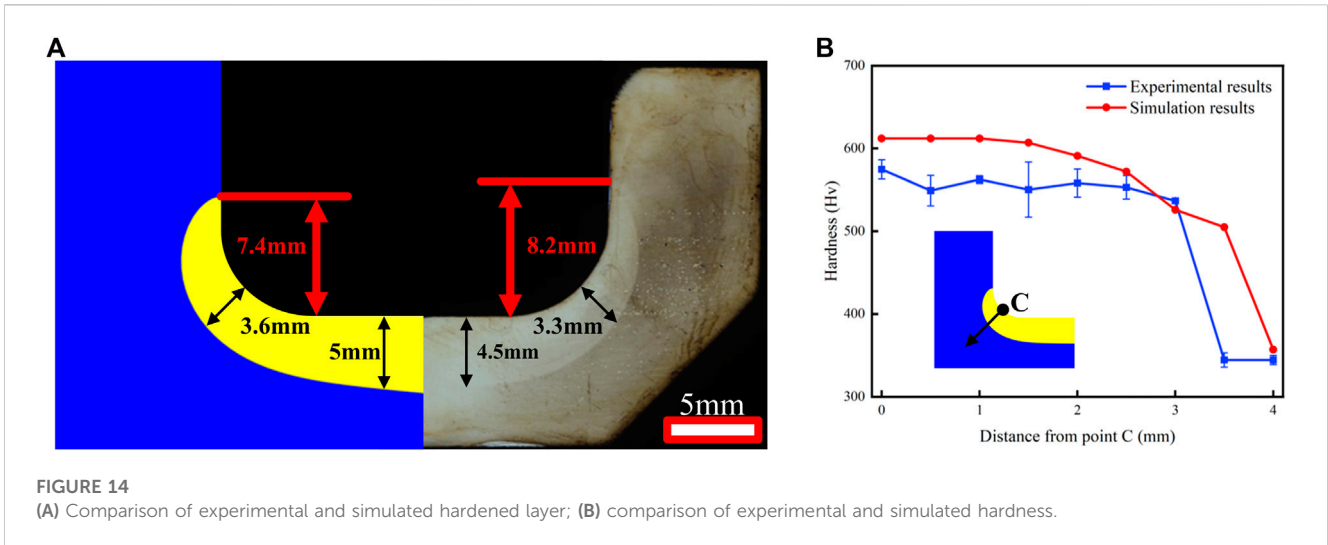 A
7.4mm
8.2mm
3.6mm
3.3mm
5mm
4.5mm
5mm
B
700
600
500
400
300
Hardness (Hv)
Experimental results
Simulation results
C
0
1
2
3
4
Distance from point C (mm)
FIGURE 14
(A) Comparison of experimental and simulated hardened layer; (B) comparison of experimental and simulated hardness.